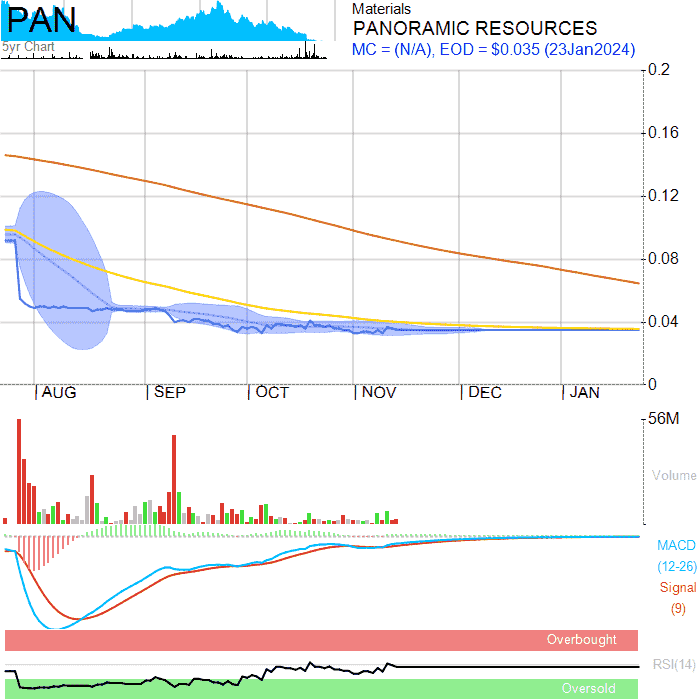 PAN
5yr Chart
Materials
PANORAMIC RESOURCES
MC = (N/A), EOD = $0.035 (23Jan2024)
0.2
0.16
0.12
0.08
0.04
0
AUG SEP OCT NOV DEC JAN
56M
Volume
MACD
(12-26)
Signal
(9)
Overbought
RSI(14)
Oversold